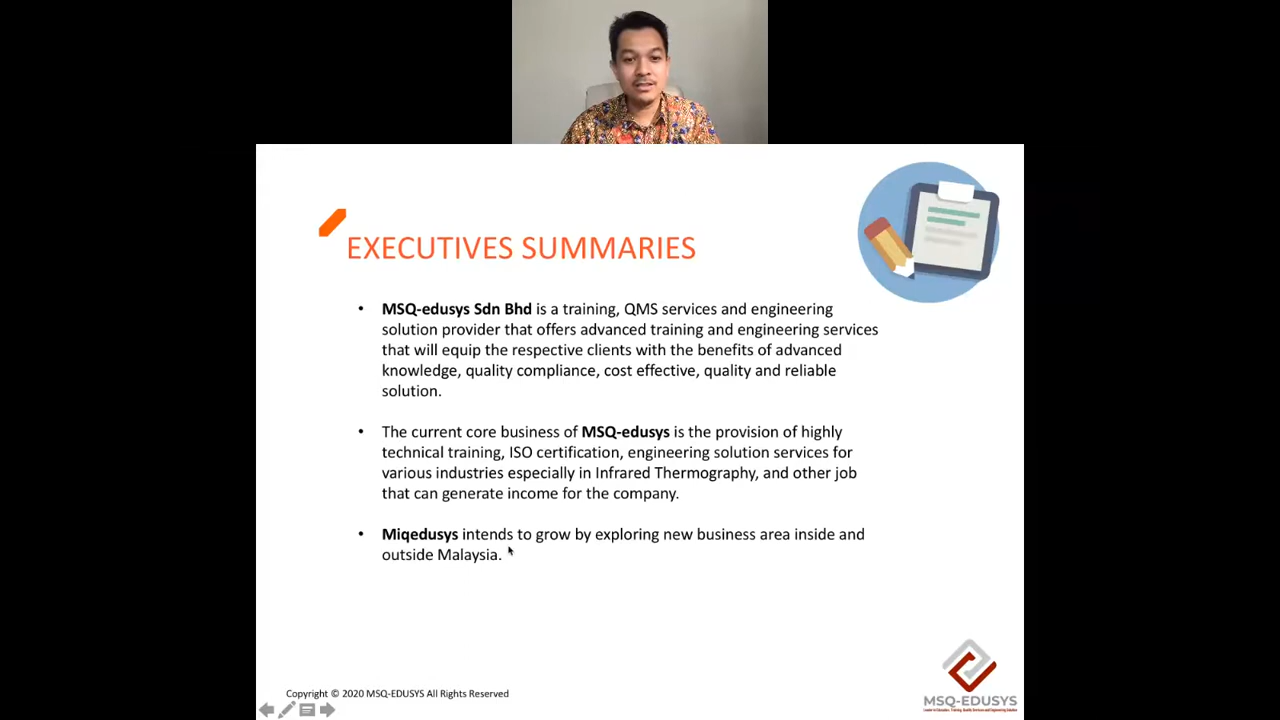 EXECUTIVES SUMMARIES
• MSQ-edusys Sdn Bhd is a training, QMS services and engineering
solution provider that offers advanced training and engineering services
that will equip the respective clients with the benefits of advanced
knowledge, quality compliance, cost effective, quality and reliable
solution.
• The current core business of MSQ-edusys is the provision of highly
technical training, ISO certification, engineering solution services for
various industries especially in Infrared Thermography, and other job
that can generate income for the company.
• Miqedusys intends to grow by exploring new business area inside and
outside Malaysia.
Copyright © 2020 MSQ-EDUSYS All Rights Reserved
MSQ-EDUSYS